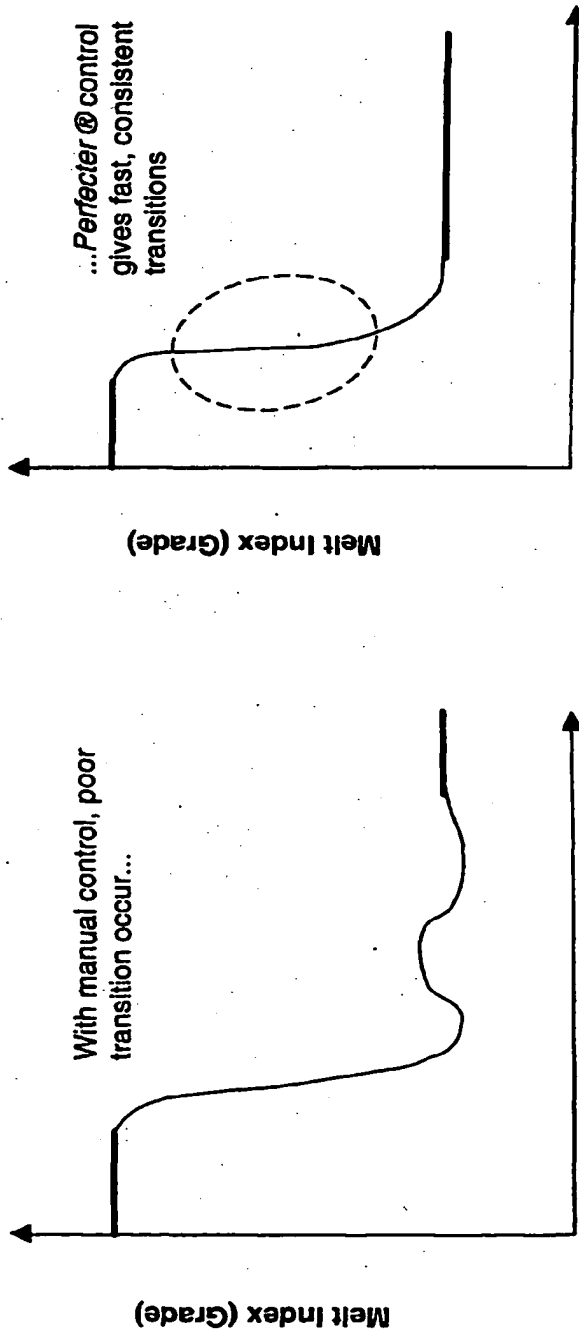 With manual control, poor
transition occur...
Melt Index (Grade)
...Perfecter ® control
gives fast, consistent
transitions
Melt Index (Grade)